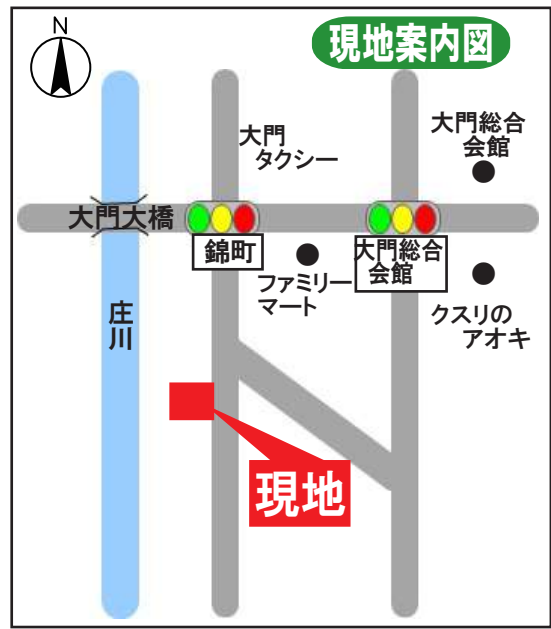 N
現地案内図
大門
タクシー
大門総合
会館
大門大橋
錦町
大門総合
会館
ファミリー
マート
クスリの
アオキ
庄川
現地